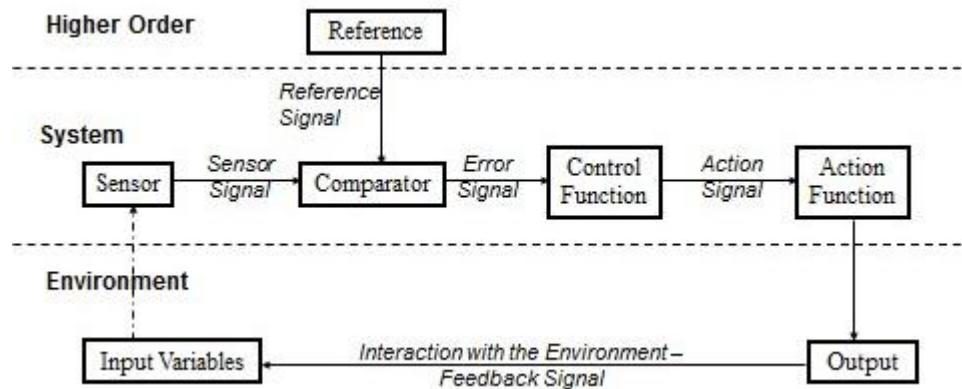 Higher Order
Reference
Reference
Signal
System
Sensor
Sensor
Signal
Comparator
Error
Signal
Control
Function
Action
Signal
Action
Function
Environment
Input Variables
Interaction with the Environment –
Feedback Signal
Output